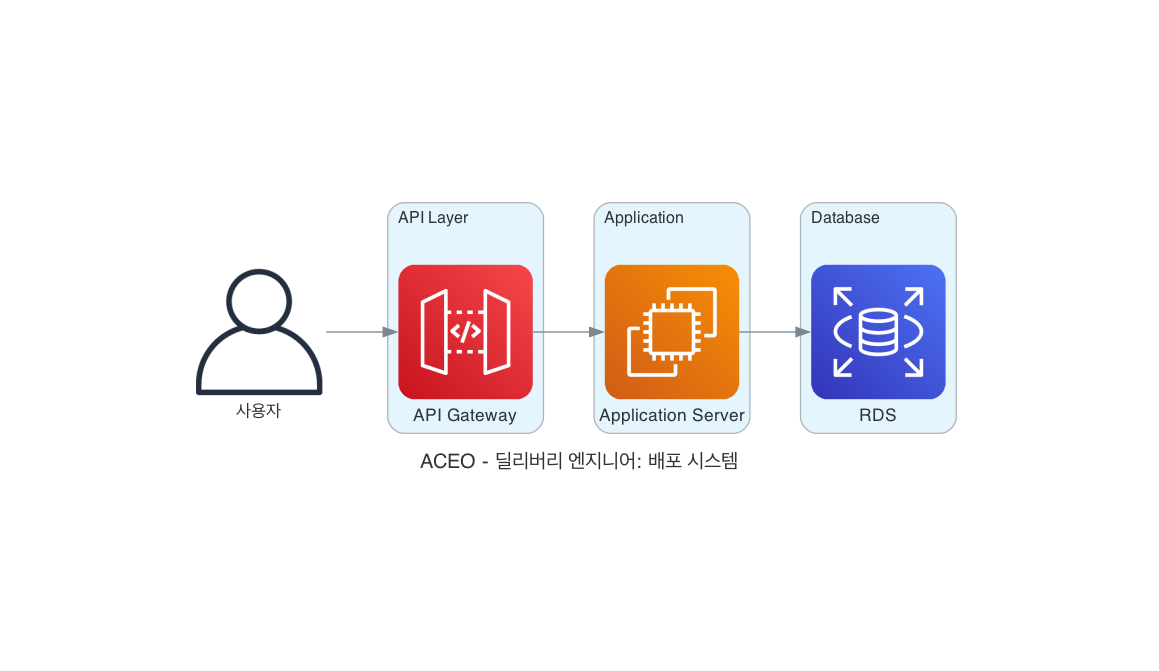 API Layer
Application
Database
</>
사용자
API Gateway
Application Server
RDS
ACEO - 딜리버리 엔지니어: 배포 시스템